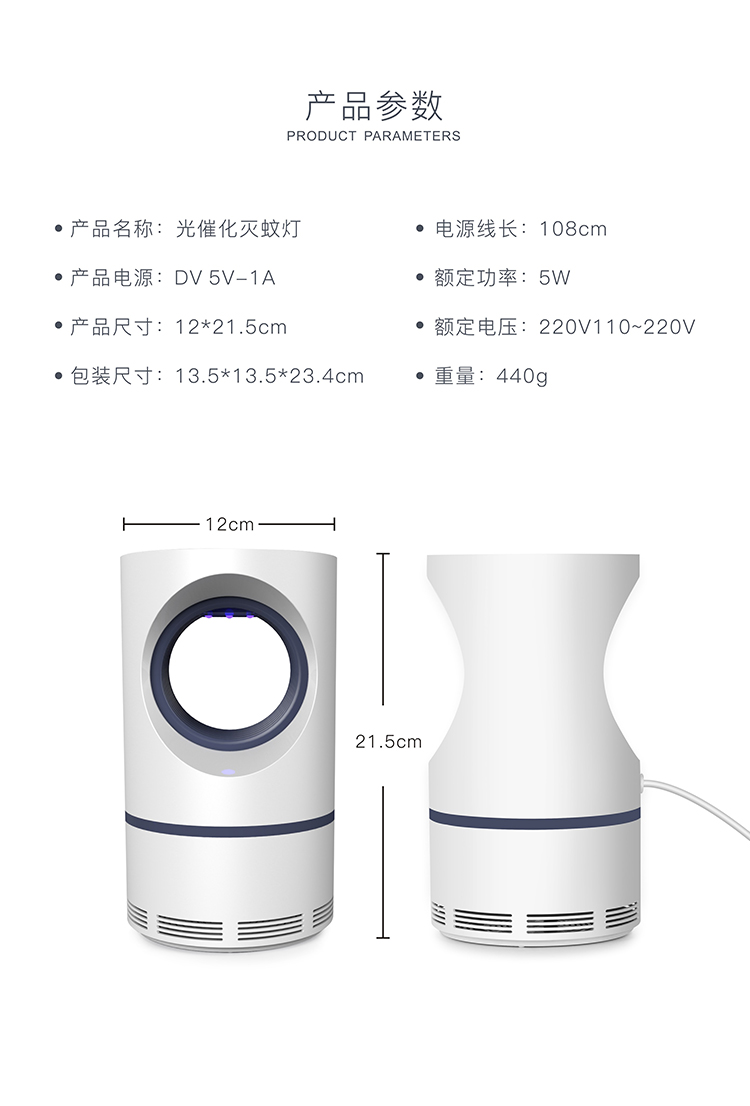 产品参数
PRODUCT PARAMETERS
• 产品名称：光催化灭蚊灯
• 产品电源：DV 5V-1A
• 产品尺寸：12*21.5cm
• 包装尺寸：13.5*13.5*23.4cm
• 电源线长：108cm
• 额定功率：5W
• 额定电压：220V110~220V
• 重量：440g
12cm
21.5cm